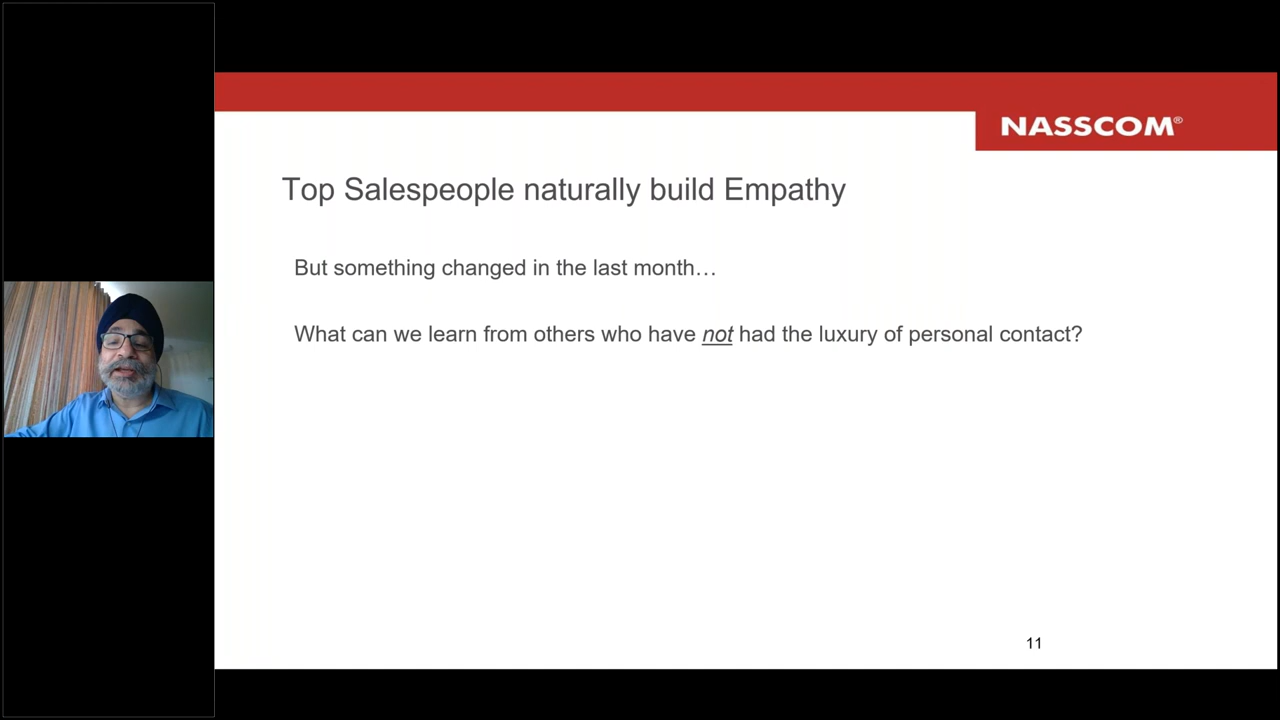 NASSCOM®
Top Salespeople naturally build Empathy
But something changed in the last month…
What can we learn from others who have not had the luxury of personal contact?
11